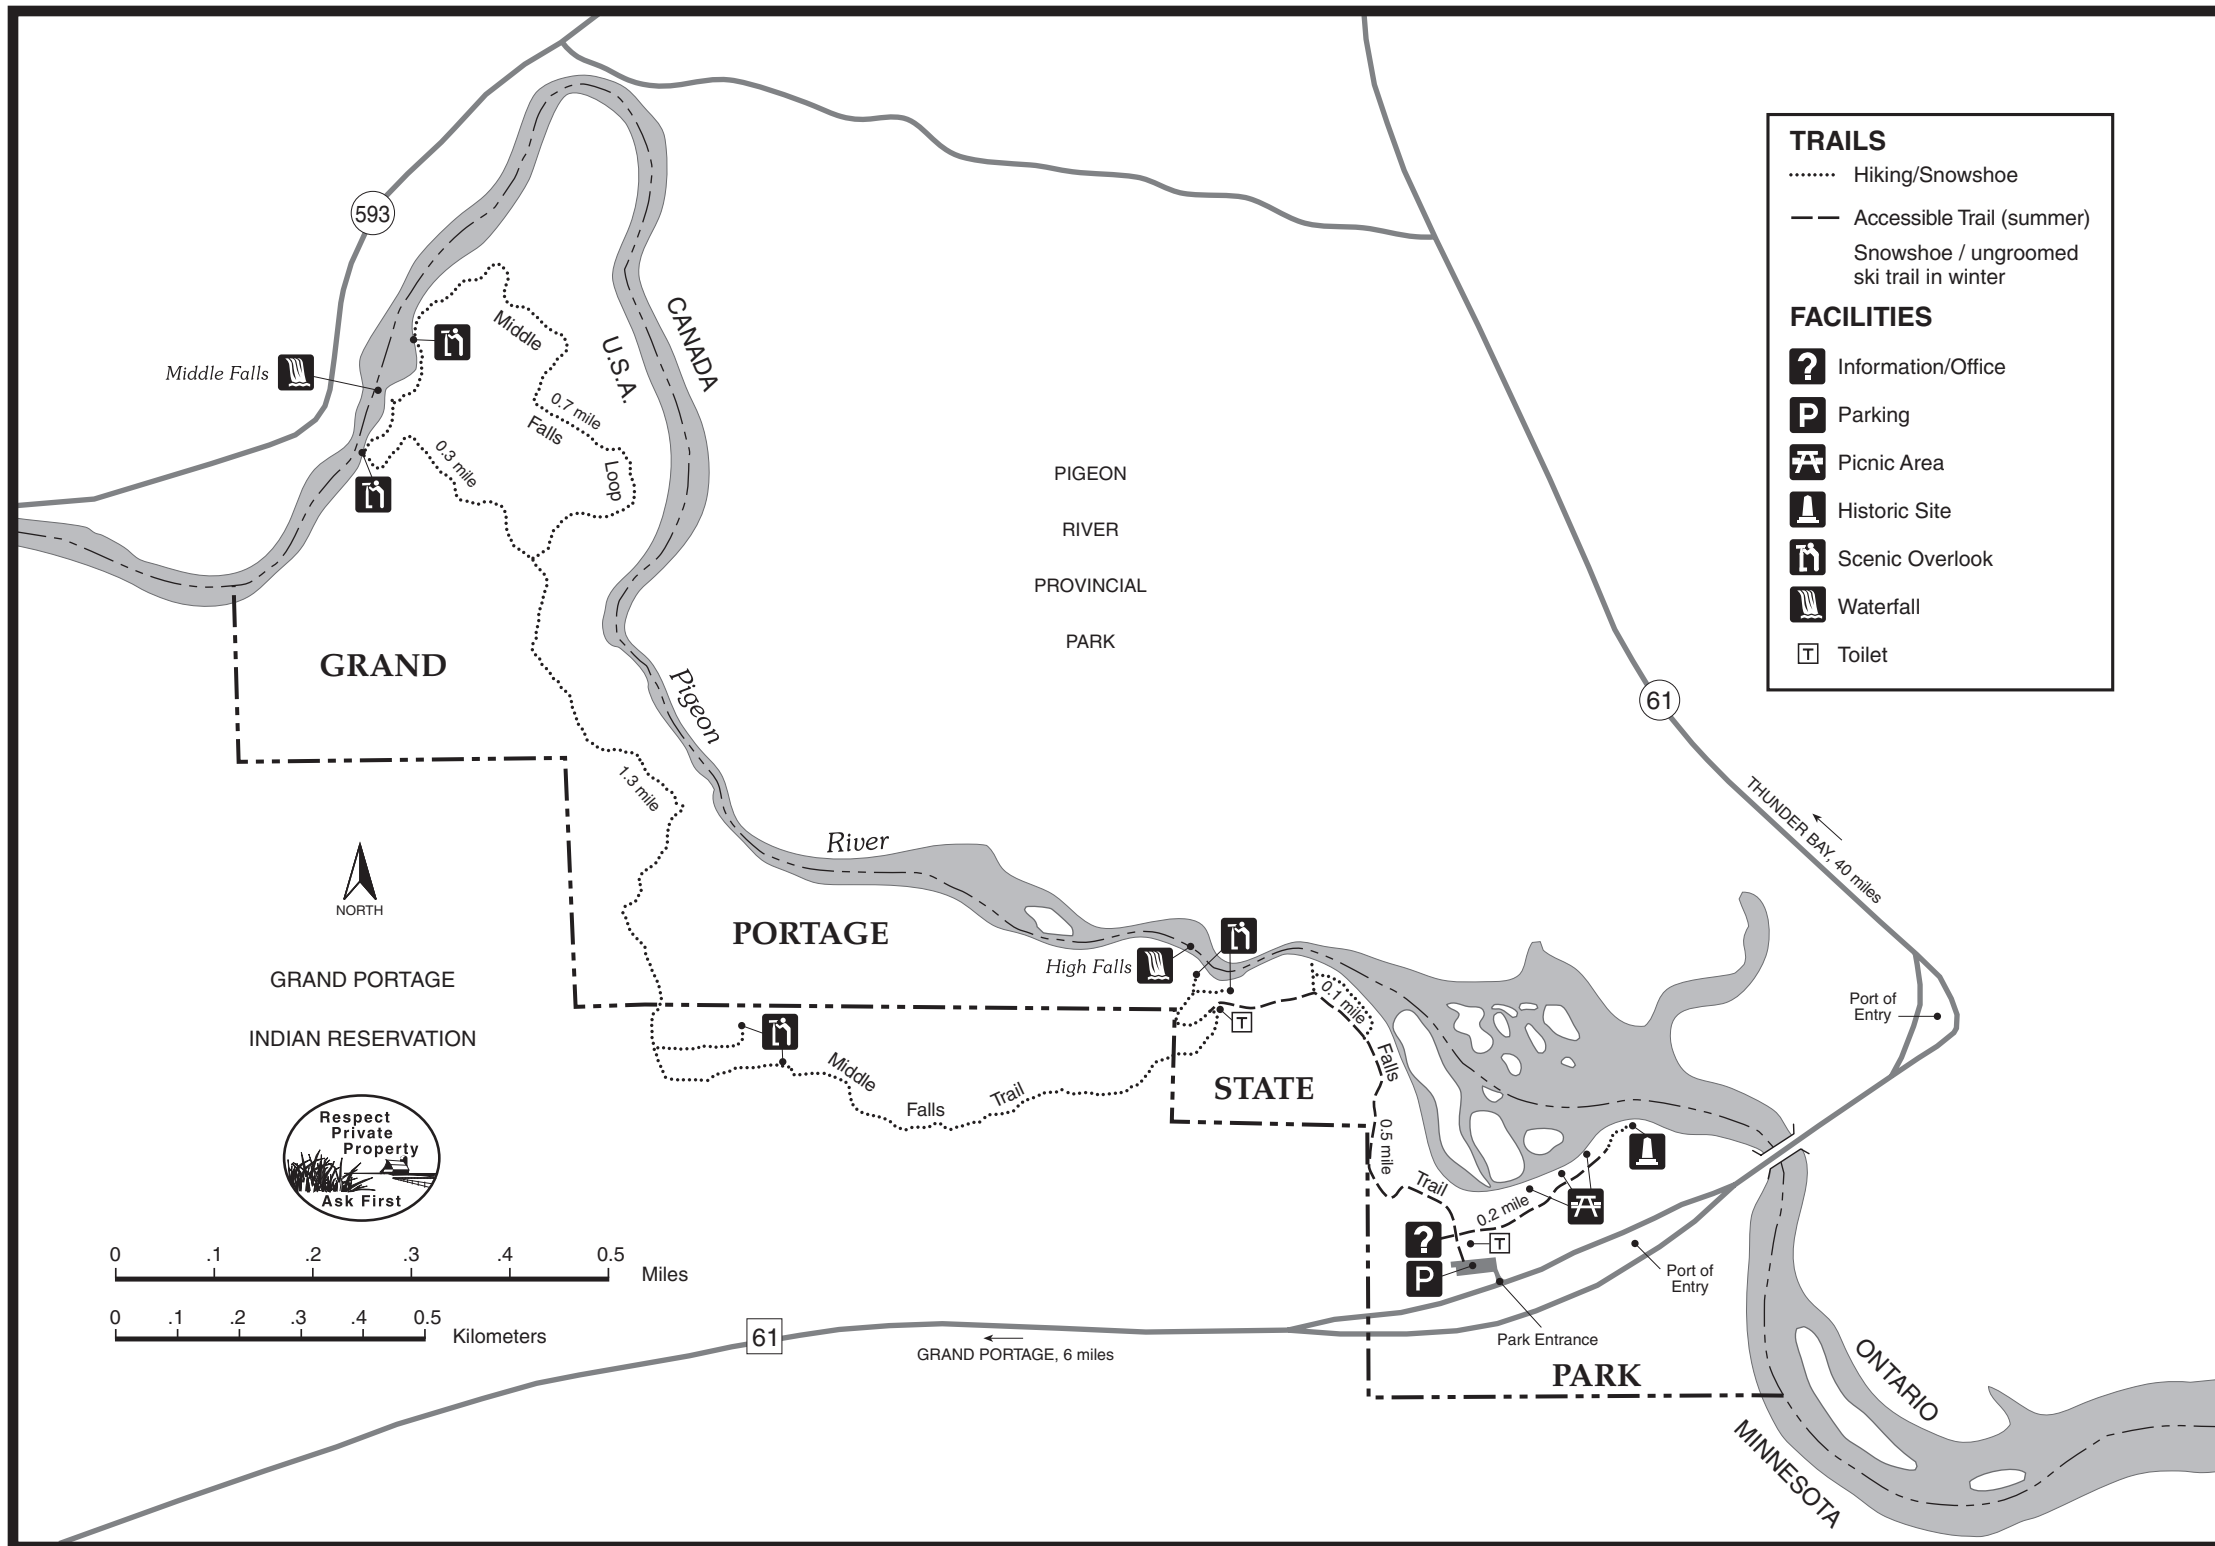 TRAILS
Hiking/Snowshoe
Accessible Trail (summer)
Snowshoe / ungroomed
ski trail in winter
FACILITIES
Information/Office
Parking
Picnic Area
Historic Site
Scenic Overlook
Waterfall
T Toilet
?
P
593
CANADA
U.S.A.
Middle
Falls
Loop
0.7 mile
0.3 mile
Middle Falls
PIGEON
RIVER
PROVINCIAL
PARK
61
THUNDER BAY, 40 miles
GRAND
Pigeon
River
1.3 mile
PORTAGE
High Falls
NORTH
GRAND PORTAGE
INDIAN RESERVATION
Respect
Private
Property
Ask First
Middle
Falls
Trail
T
0.1 mile
Falls
0.5 mile
Trail
STATE
0.2 mile
?
T
P
Port of
Entry
Port of
Entry
Park Entrance
PARK
0 .1 .2 .3 .4 0.5
Miles
0 .1 .2 .3 .4 0.5
Kilometers
61
GRAND PORTAGE, 6 miles
ONTARIO
MINNESOTA